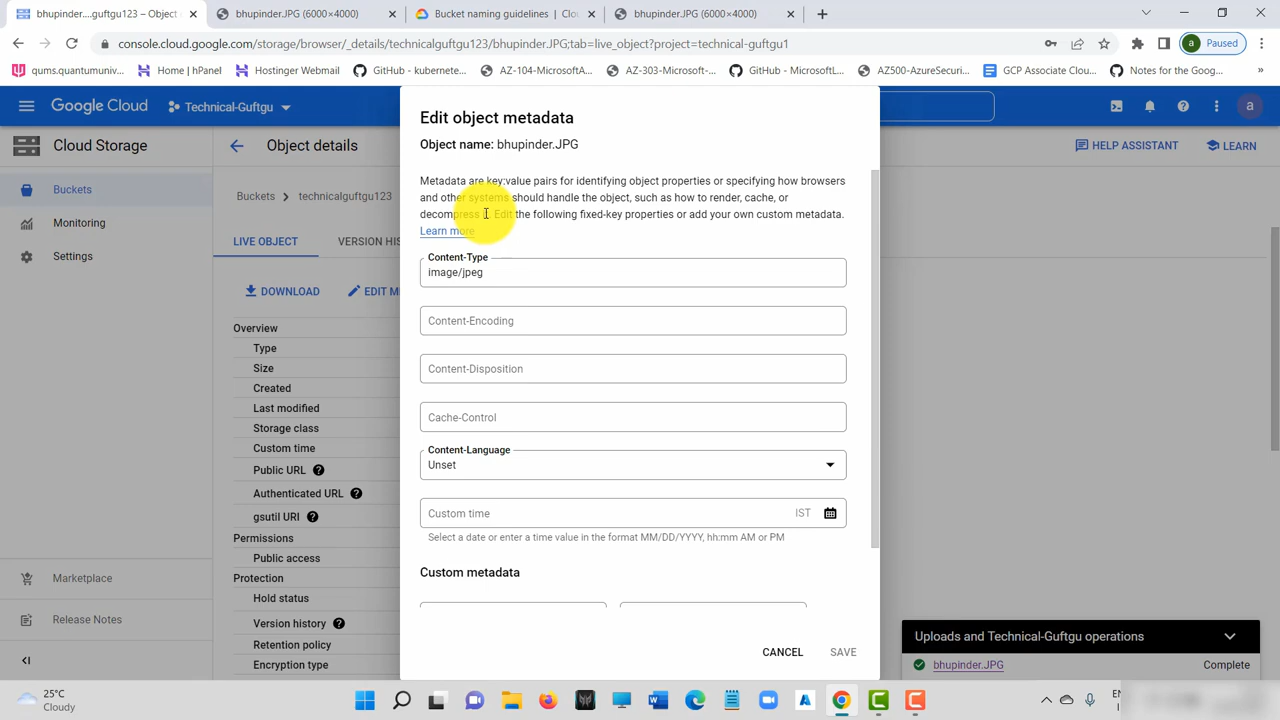 bhupinder....guftgu123 – Object
bhupinder.JPG (6000×4000)
Bucket naming guidelines | Clou
bhupinder.JPG (6000×4000)
console.cloud.google.com/storage/browser/_details/technicalguftgu123/bhupinder.JPG;tab=live_object?project=technical-guftgu1
a
Paused
qums.quantumuniv...
Home | hPanel
Hostinger Webmail
GitHub - kubernete...
AZ-104-MicrosoftA...
AZ-303-Microsoft-...
GitHub - MicrosoftL...
AZ500-AzureSecuri...
GCP Associate Clou...
Notes for the Goog...
»
Google Cloud
Technical-Guftgu
a
Cloud Storage
Object details
HELP ASSISTANT
LEARN
Buckets
Monitoring
Settings
Buckets
technicalguftgu123
LIVE OBJECT
VERSION HIS
DOWNLOAD
EDIT M
Overview
Type
Size
Created
Last modified
Storage class
Custom time
Public URL
Authenticated URL
gsutil URI
Permissions
Public access
Protection
Hold status
Version history
Retention policy
Encryption type
Edit object metadata
Object name: bhupinder.JPG
Metadata are key:value pairs for identifying object properties or specifying how browsers
and other systems should handle the object, such as how to render, cache, or
decompress it. Edit the following fixed-key properties or add your own custom metadata.
Learn more
Content-Type
image/jpeg
Content-Encoding
Content-Disposition
Cache-Control
Content-Language
Unset
Custom time
IST
Select a date or enter a time value in the format MM/DD/YYYY, hh:mm AM or PM
Custom metadata
CANCEL
SAVE
Marketplace
Release Notes
Uploads and Technical-Guftgu operations
bhupinder.JPG
Complete
25°C
Cloudy